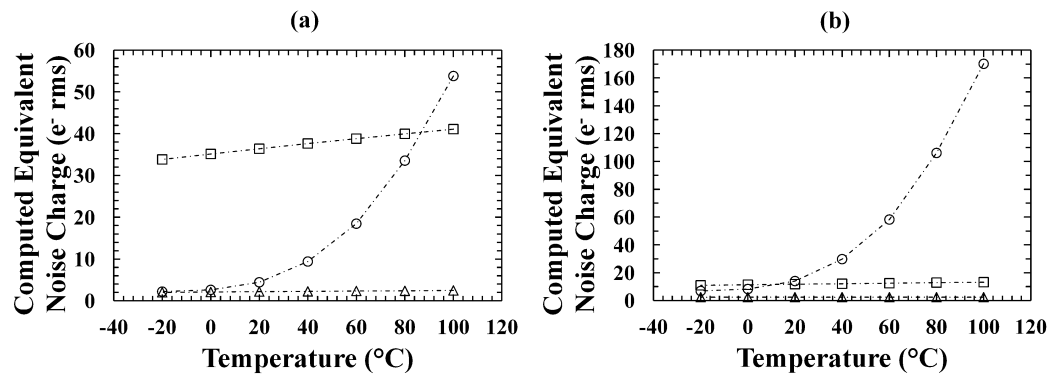 (a)
Computed Equivalent
Noise Charge (e- rms)
60
50
40
30
20
10
0
-40 -20 0 20 40 60 80 100 120
Temperature (°C)
(b)
Computed Equivalent
Noise Charge (e- rms)
180
160
140
120
100
80
60
40
20
0
-40 -20 0 20 40 60 80 100 120
Temperature (°C)